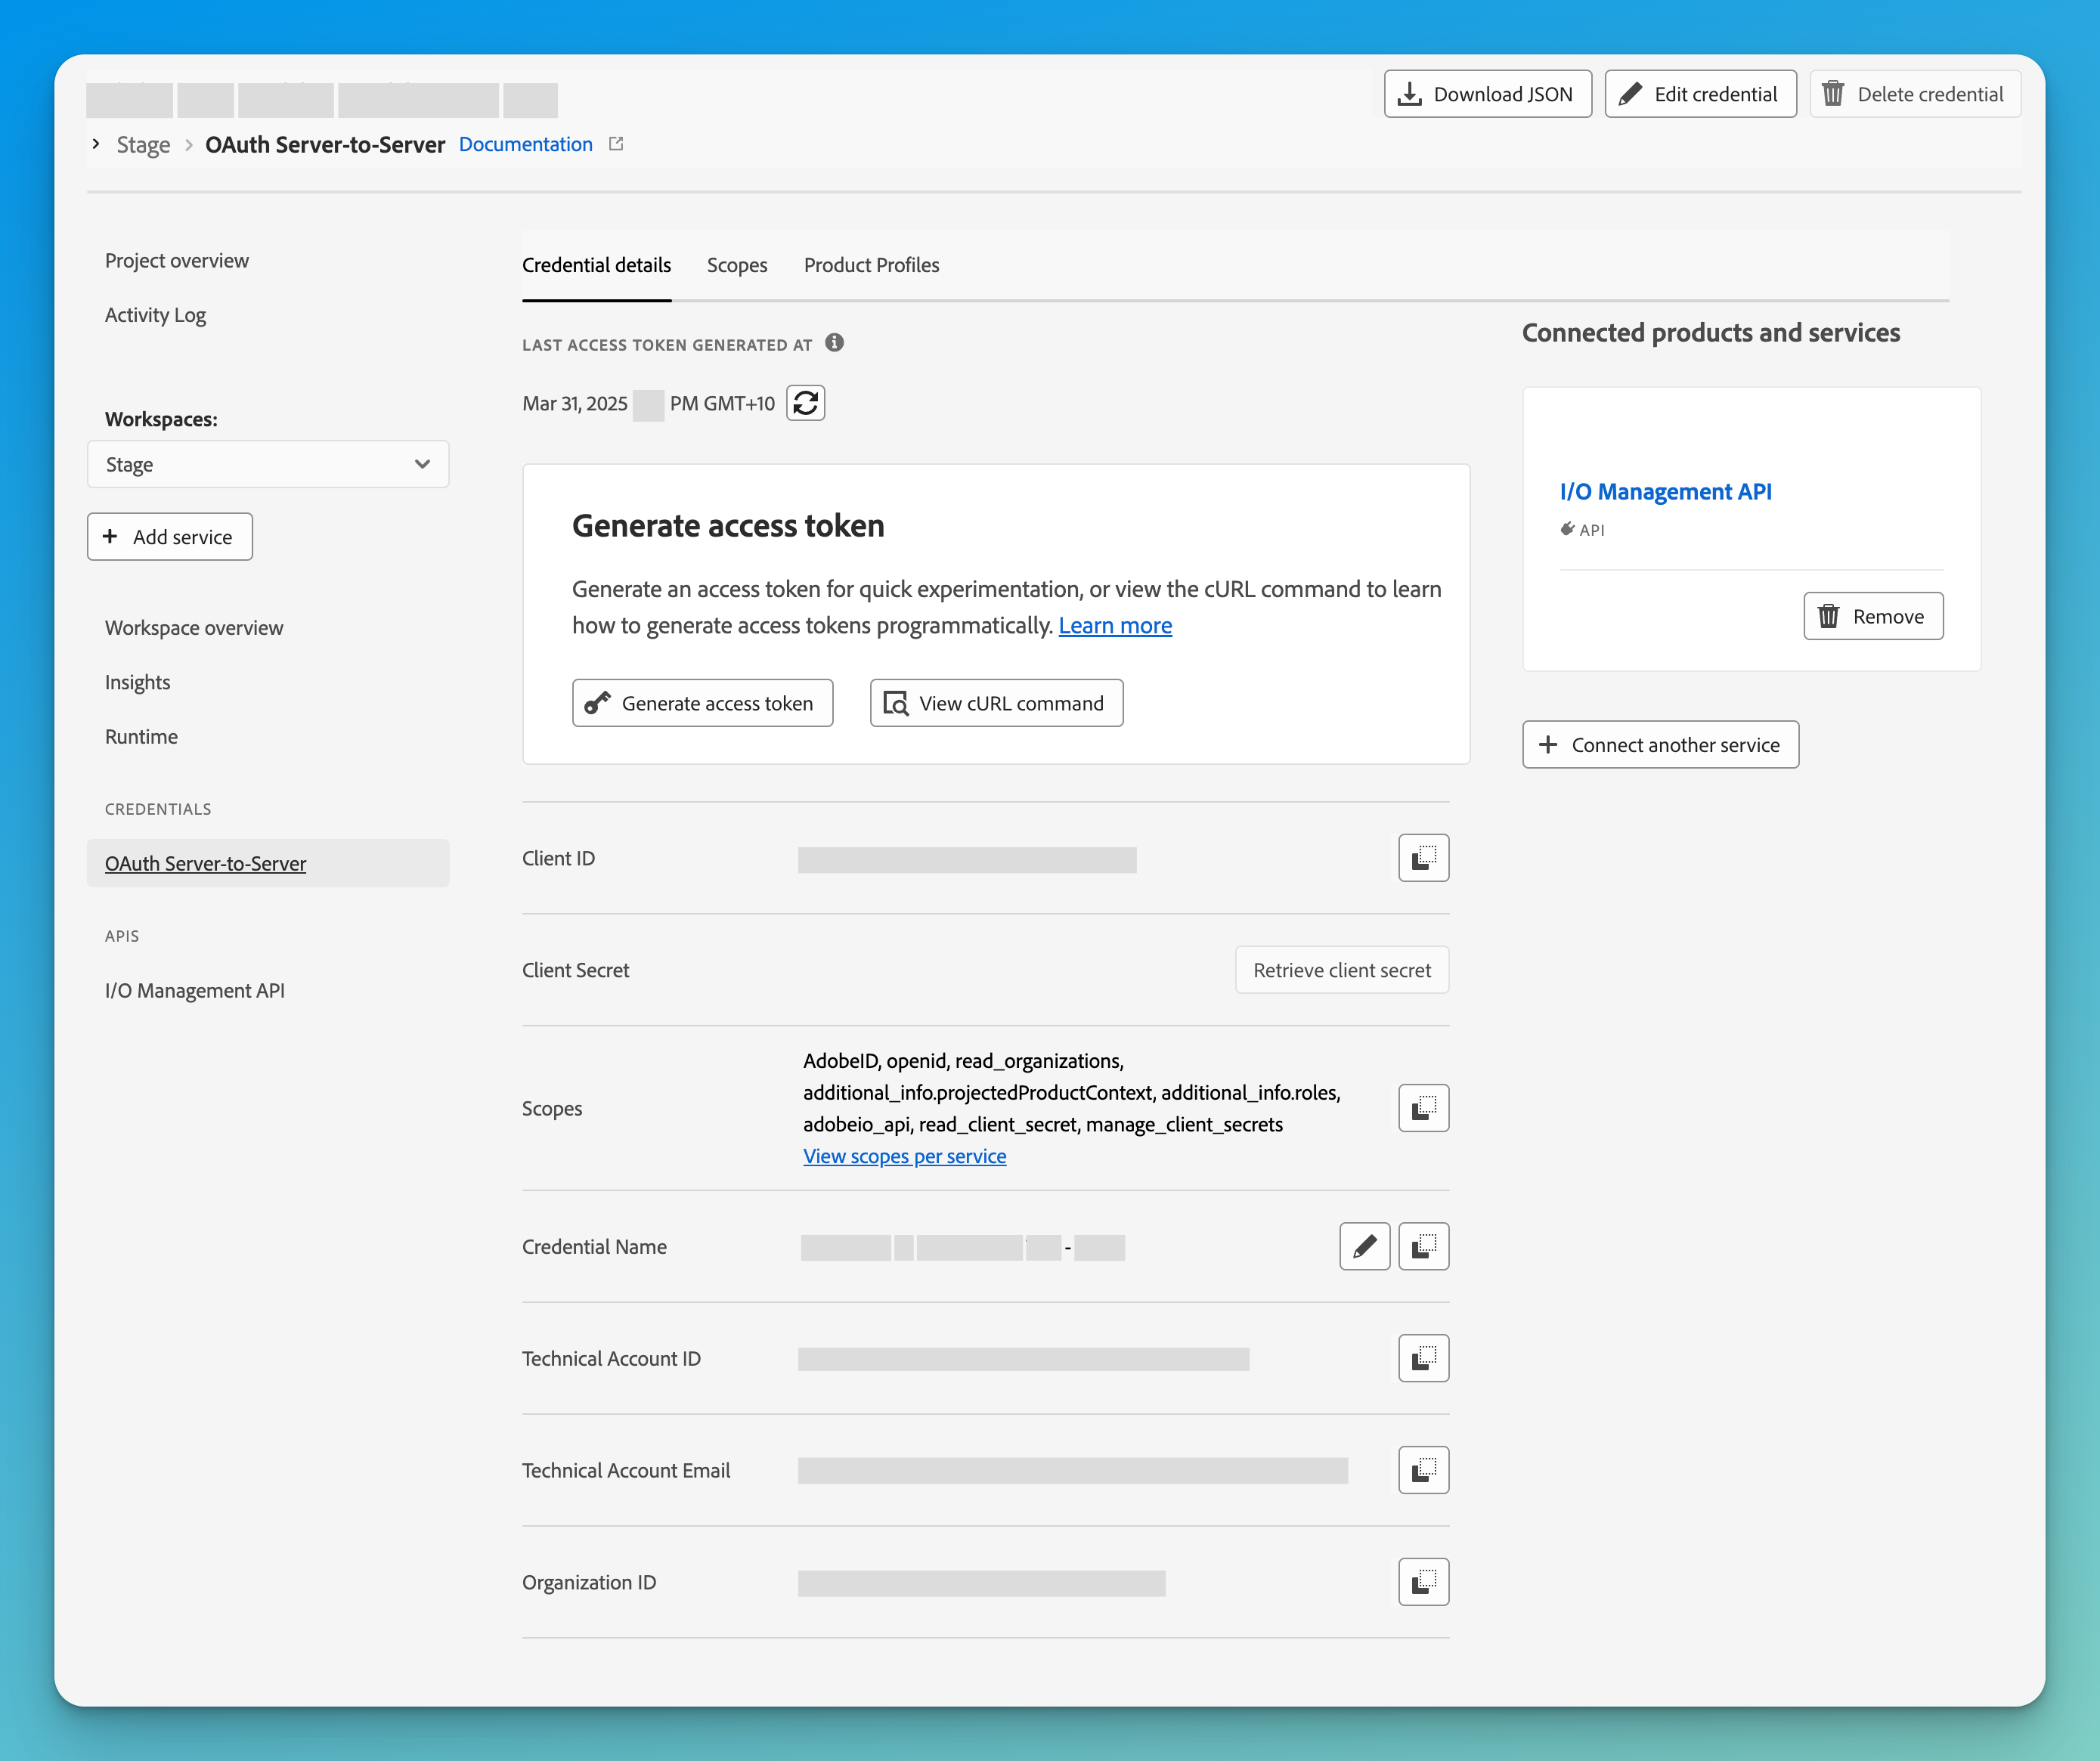 Download JSON
Edit credential
Delete credential
Stage
OAuth Server-to-Server Documentation
Project overview
Activity Log
Workspaces:
Stage
Add service
Workspace overview
Insights
Runtime
CREDENTIALS
OAuth Server-to-Server
APIS
I/O Management API
Credential details
Scopes
Product Profiles
LAST ACCESS TOKEN GENERATED AT
Mar 31, 2025 PM GMT+10
Generate access token
Generate an access token for quick experimentation, or view the cURL command to learn
how to generate access tokens programmatically. Learn more
Generate access token
View cURL command
Client ID
Client Secret
Retrieve client secret
Scopes
AdobeID, openid, read_organizations,
additional_info.projectedProductContext, additional_info.roles,
adobeio_api, read_client_secret, manage_client_secrets
View scopes per service
Credential Name
-
Technical Account ID
Technical Account Email
Organization ID
Connected products and services
I/O Management API
API
Remove
Connect another service